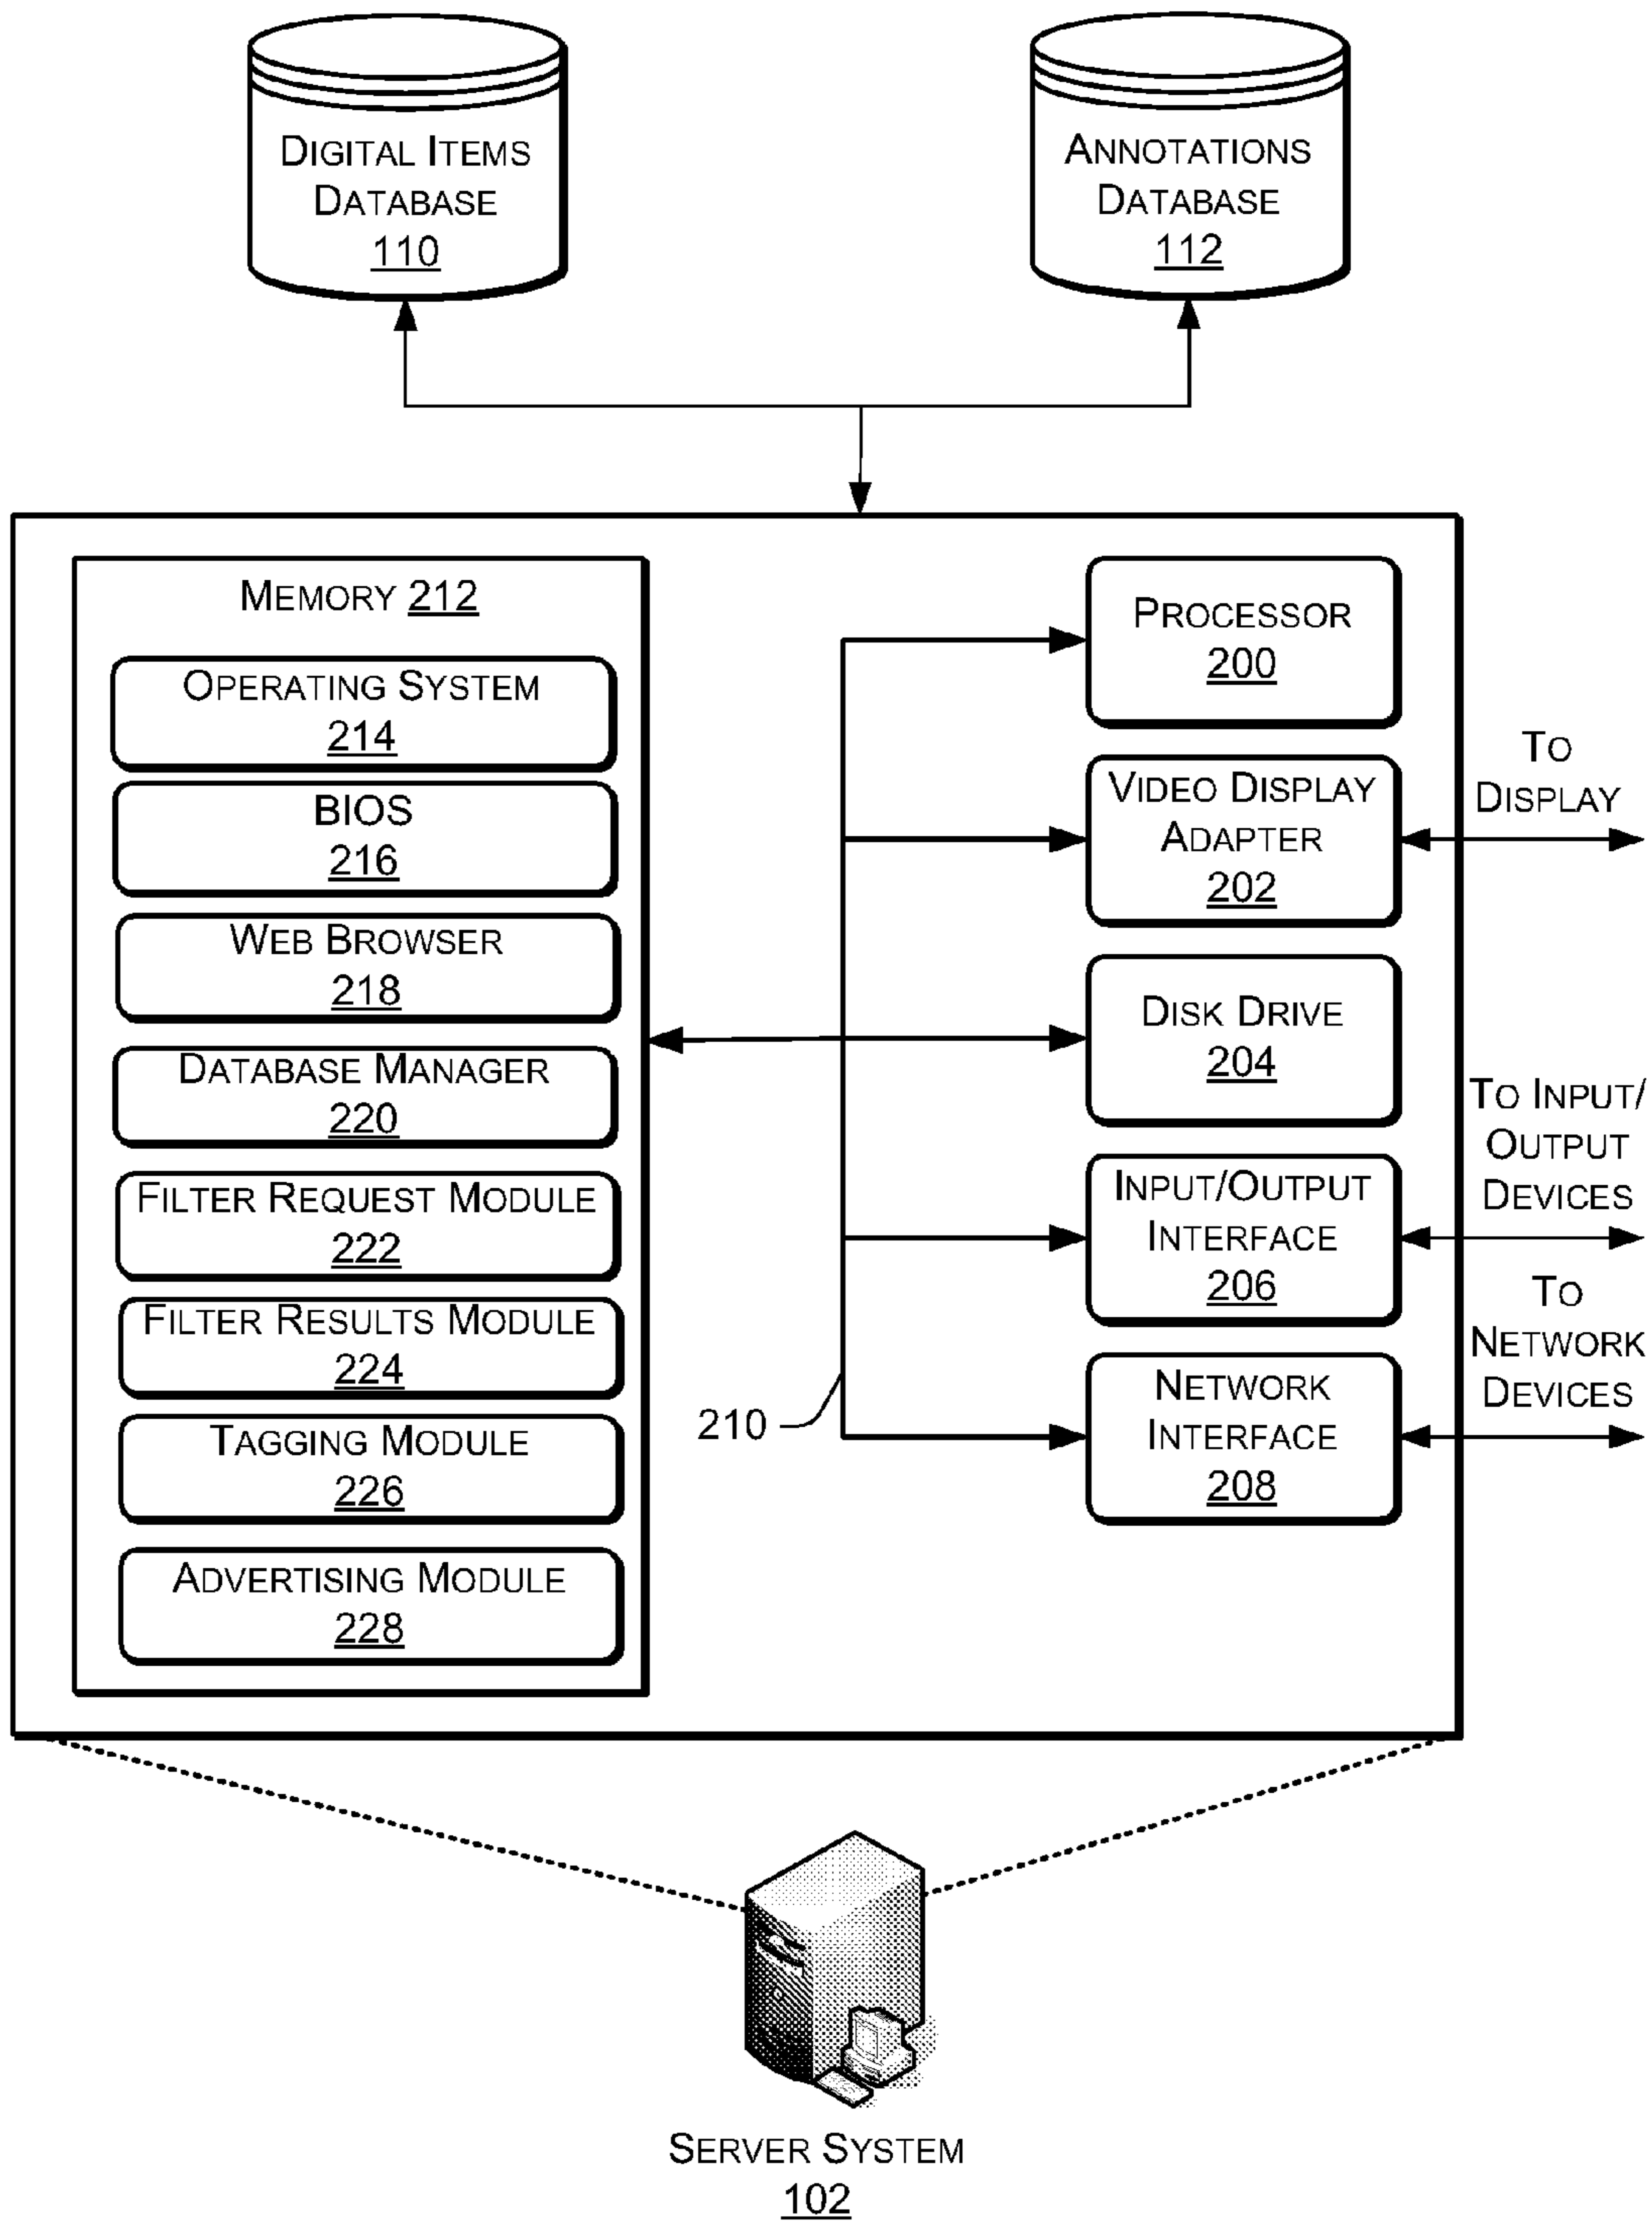 DIGITAL ITEMS
DATABASE
110
ANNOTATIONS
DATABASE
112
MEMORY 212
OPERATING SYSTEM
214
BIOS
216
WEB BROWSER
218
DATABASE MANAGER
220
FILTER REQUEST MODULE
222
FILTER RESULTS MODULE
224
TAGGING MODULE
226
ADVERTISING MODULE
228
210
PROCESSOR
200
VIDEO DISPLAY
ADAPTER
202
DISK DRIVE
204
INPUT/OUTPUT
INTERFACE
206
NETWORK
INTERFACE
208
TO
DISPLAY
TO INPUT/
OUTPUT
DEVICES
TO
NETWORK
DEVICES
SERVER SYSTEM
102